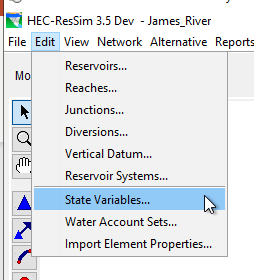 HEC-ResSim 3.5 Dev - James_River
File Edit View Network Alternative Reports
Reservoirs...
Mo
Reaches...
Junctions...
Diversions...
Vertical Datum...
Reservoir Systems...
State Variables...
Water Account Sets...
Import Element Properties...